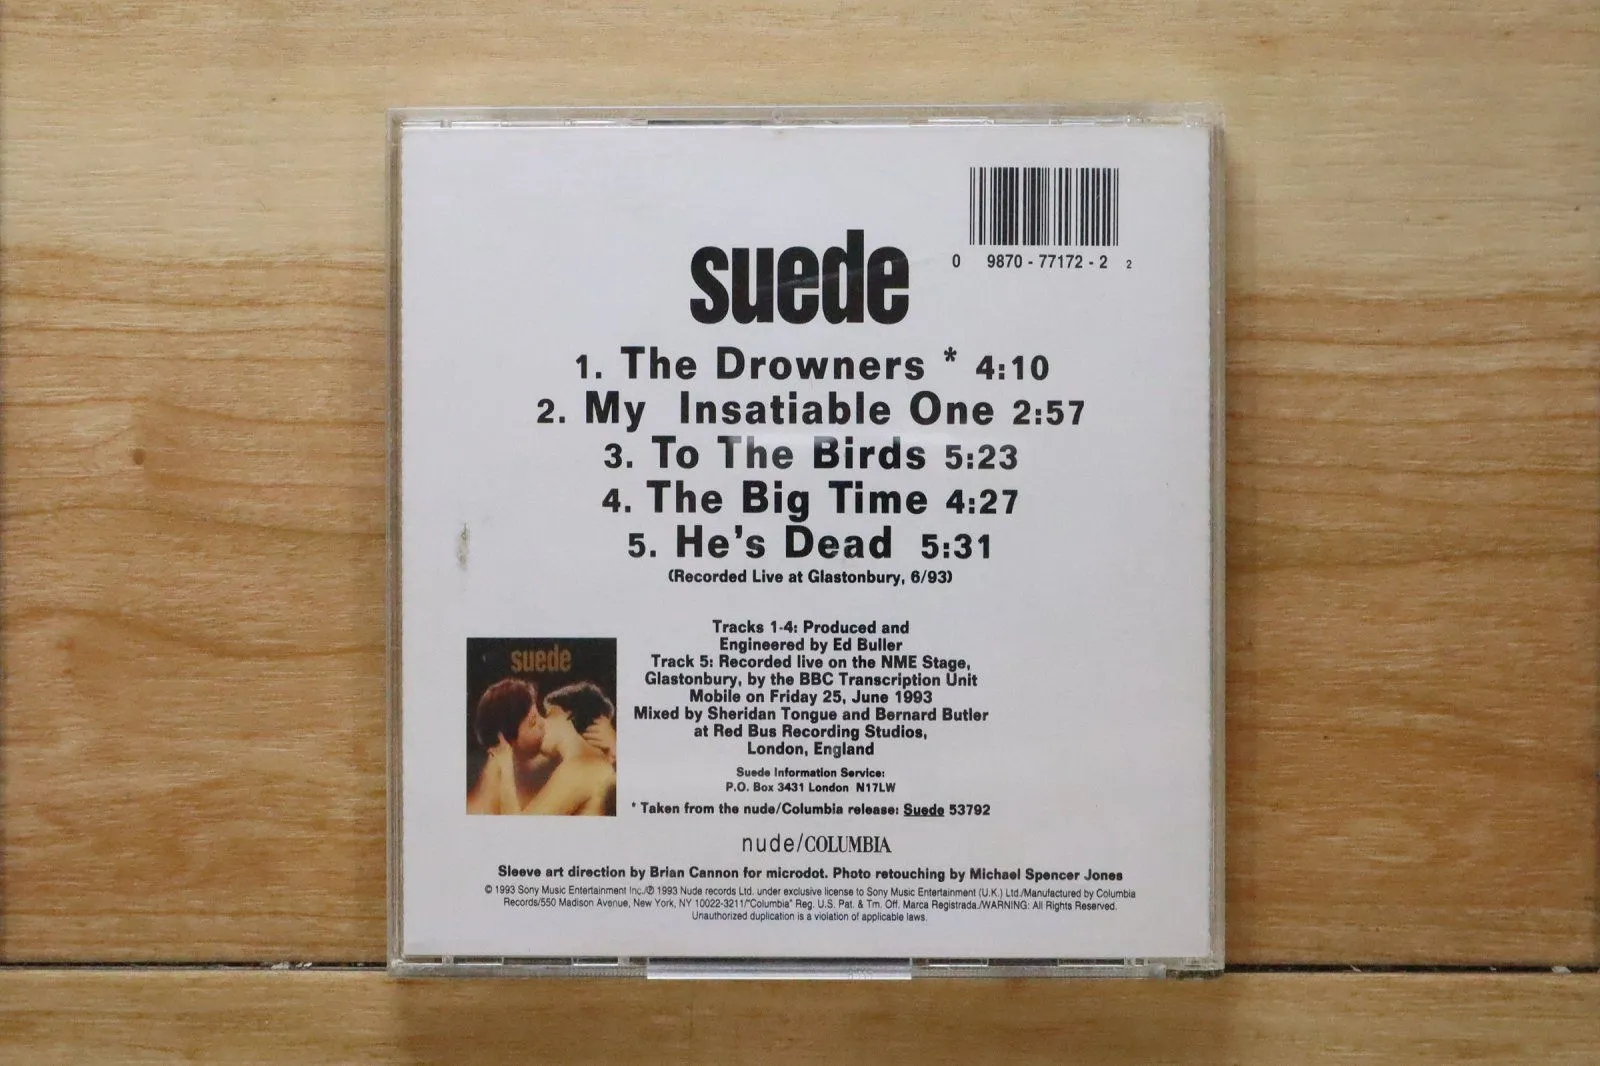 0 9870 - 77172 - 2 2
suede
1. The Drowners * 4:10
2. My Insatiable One 2:57
3. To The Birds 5:23
4. The Big Time 4:27
5. He's Dead 5:31
(Recorded Live at Glastonbury, 6/93)
Tracks 1-4: Produced and
Engineered by Ed Buller
Track 5: Recorded live on the NME Stage,
Glastonbury, by the BBC Transcription Unit
Mobile on Friday 25, June 1993
Mixed by Sheridan Tongue and Bernard Butler
at Red Bus Recording Studios,
London, England
suede
Suede Information Service:
P.O. Box 3431 London N17LW
* Taken from the nude/Columbia release: Suede 53792
nude/COLUMBIA
Sleeve art direction by Brian Cannon for microdot. Photo retouching by Michael Spencer Jones
© 1993 Sony Music Entertainment Inc./℗ 1993 Nude records Ltd. under exclusive license to Sony Music Entertainment (U.K.) Ltd./Manufactured by Columbia
Records/550 Madison Avenue, New York, NY 10022-3211/"Columbia" Reg. U.S. Pat. & Tm. Off. Marca Registrada./WARNING: All Rights Reserved.
Unauthorized duplication is a violation of applicable laws.